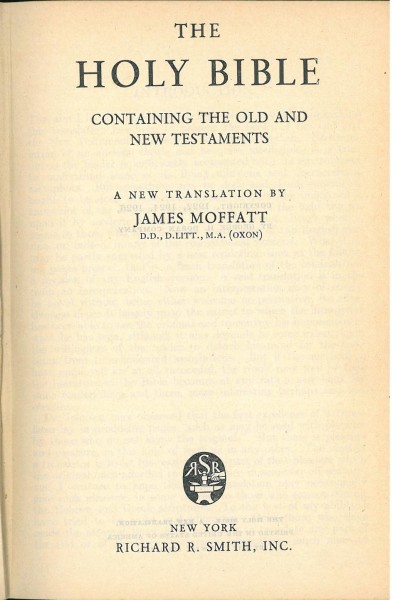 THE
HOLY BIBLE
CONTAINING THE OLD AND
NEW TESTAMENTS
A NEW TRANSLATION BY
JAMES MOFFATT
D.D., D.LITT., M.A. (OXON)
RSR
NEW YORK
RICHARD R. SMITH, INC.